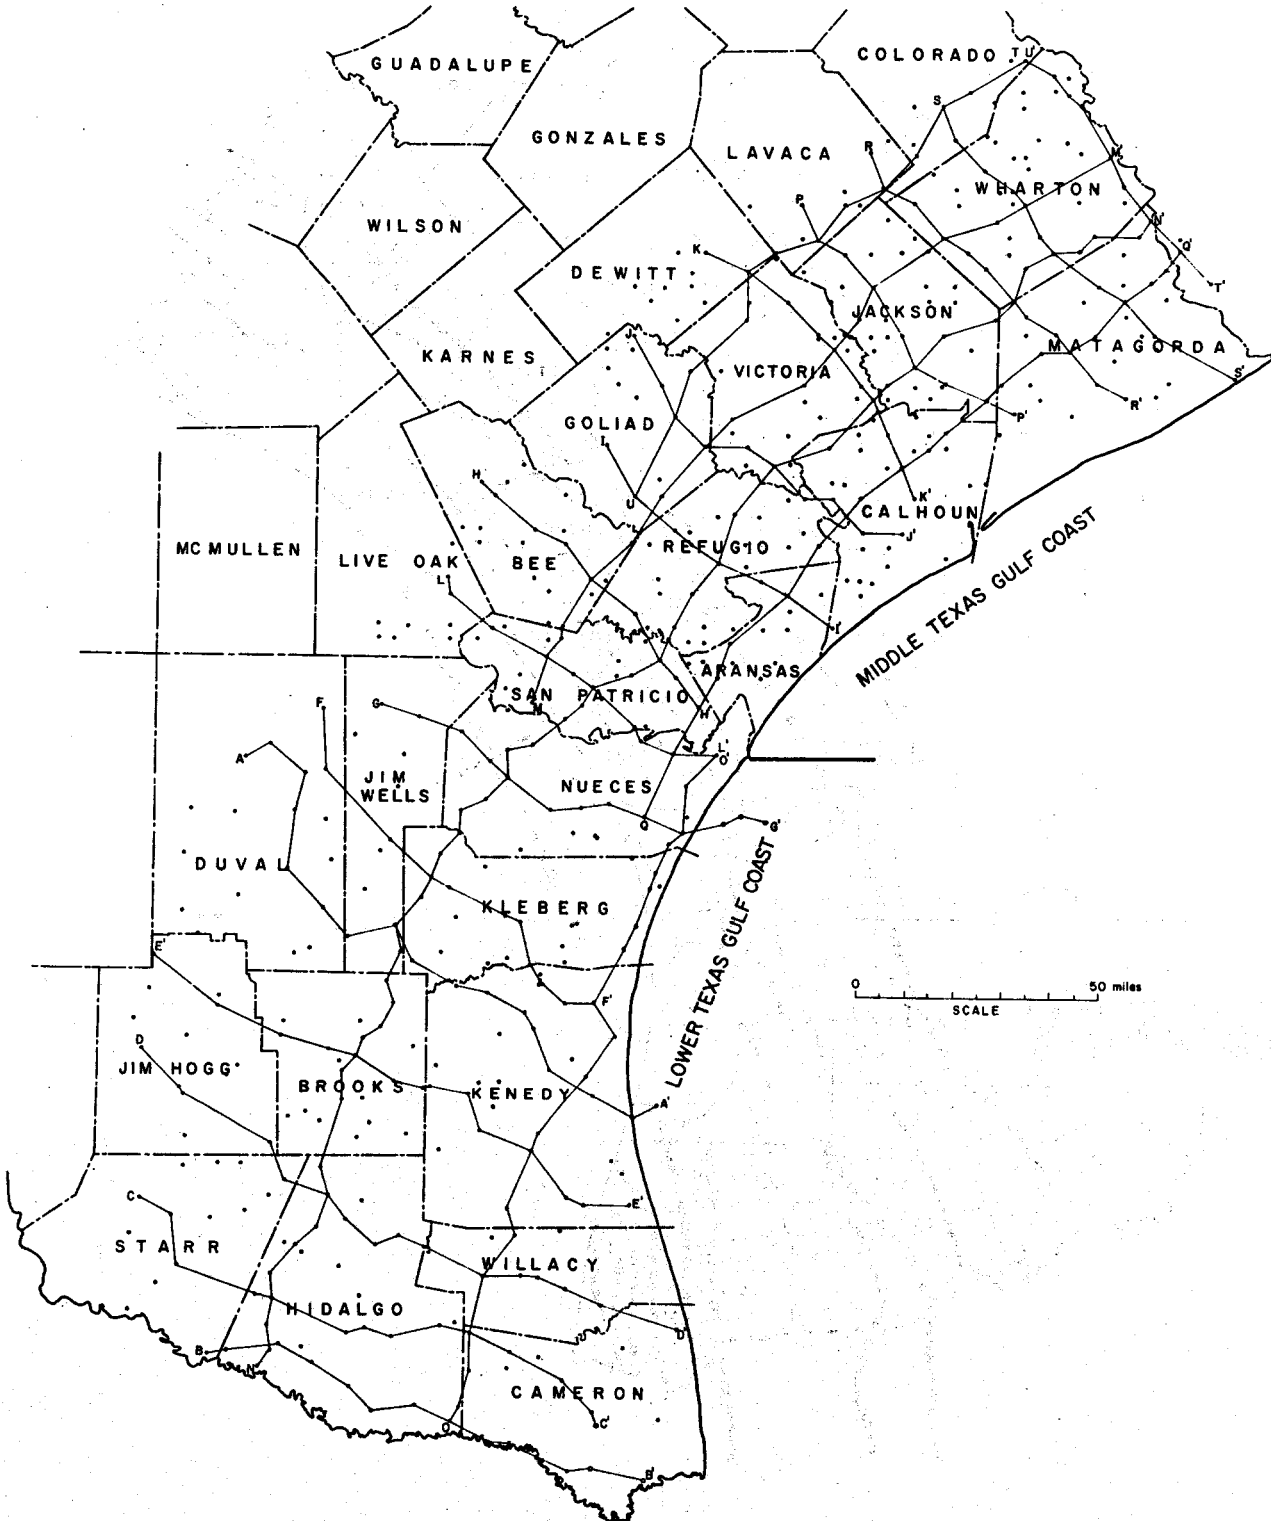 COLORADO
T U'
GUADALUPE
S
GONZALES
LAVACA
R
M'
WHARTON
P
WILSON
N'
K
Q'
DEWITT
T'
JACKSON
J
KARNES
VICTORIA
MATAGORDA
S'
GOLIAD
P'
R'
I
H
U
K'
CALHOUN
J'
MCMULLEN
LIVE OAK
BEE
REFUGIO
L
MIDDLE TEXAS GULF COAST
I'
ARANSAS
SAN PATRICIO
F
G
M
H'
A
L'
O'
JIM
WELLS
NUECES
Q
G'
DUVAL
KLEBERG
LOWER TEXAS GULF COAST
E'
F'
0
50 miles
SCALE
D
JIM HOGG
BROOKS
KENEDY
A'
C
E'
STARR
WILLACY
HIDALGO
D'
B
N
CAMERON
O
C'
B'